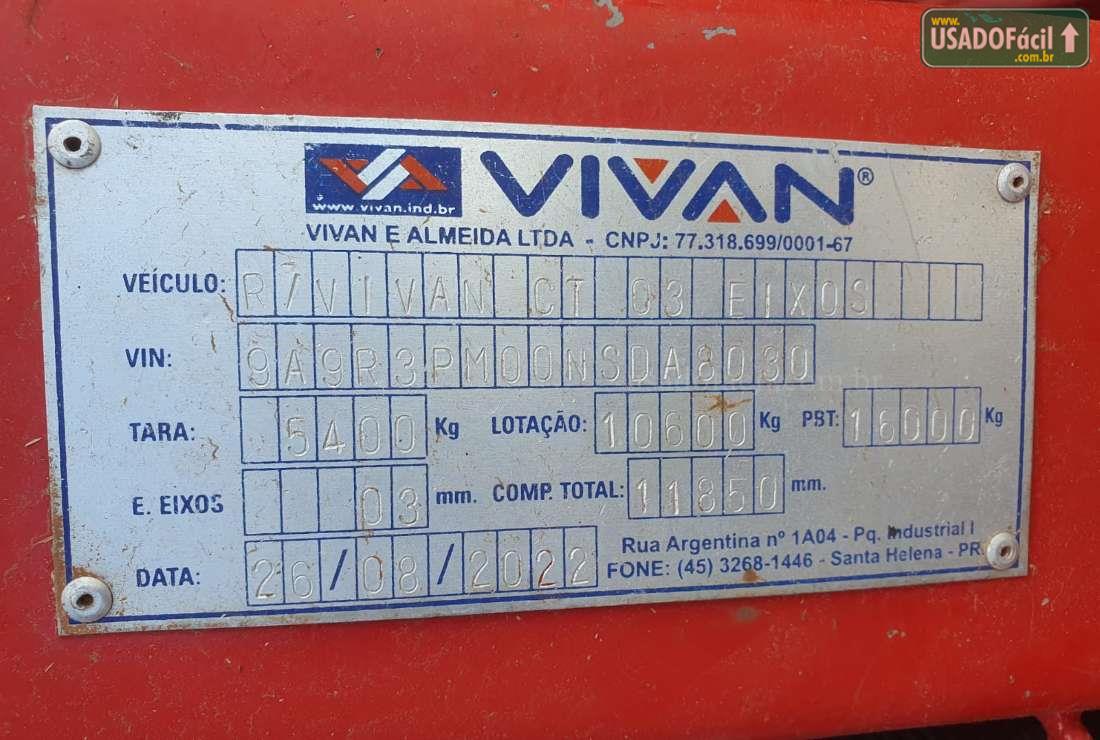 www.
USADOFácil
.com.br
VIVAN®
www.vivan.ind.br
VIVAN E ALMEIDA LTDA - CNPJ: 77.318.699/0001-67
VEÍCULO: R/VIVAN CT 03 EIXOS
VIN: 9A9R3PM00NSDA8030
TARA: 5400 Kg LOTAÇÃO: 10600 Kg PBT: 16000 Kg
E. EIXOS 03 mm. COMP. TOTAL: 11850 mm.
DATA: 26/08/2022
Rua Argentina nº 1A04 - Pq. Industrial I
FONE: (45) 3268-1446 - Santa Helena - PR